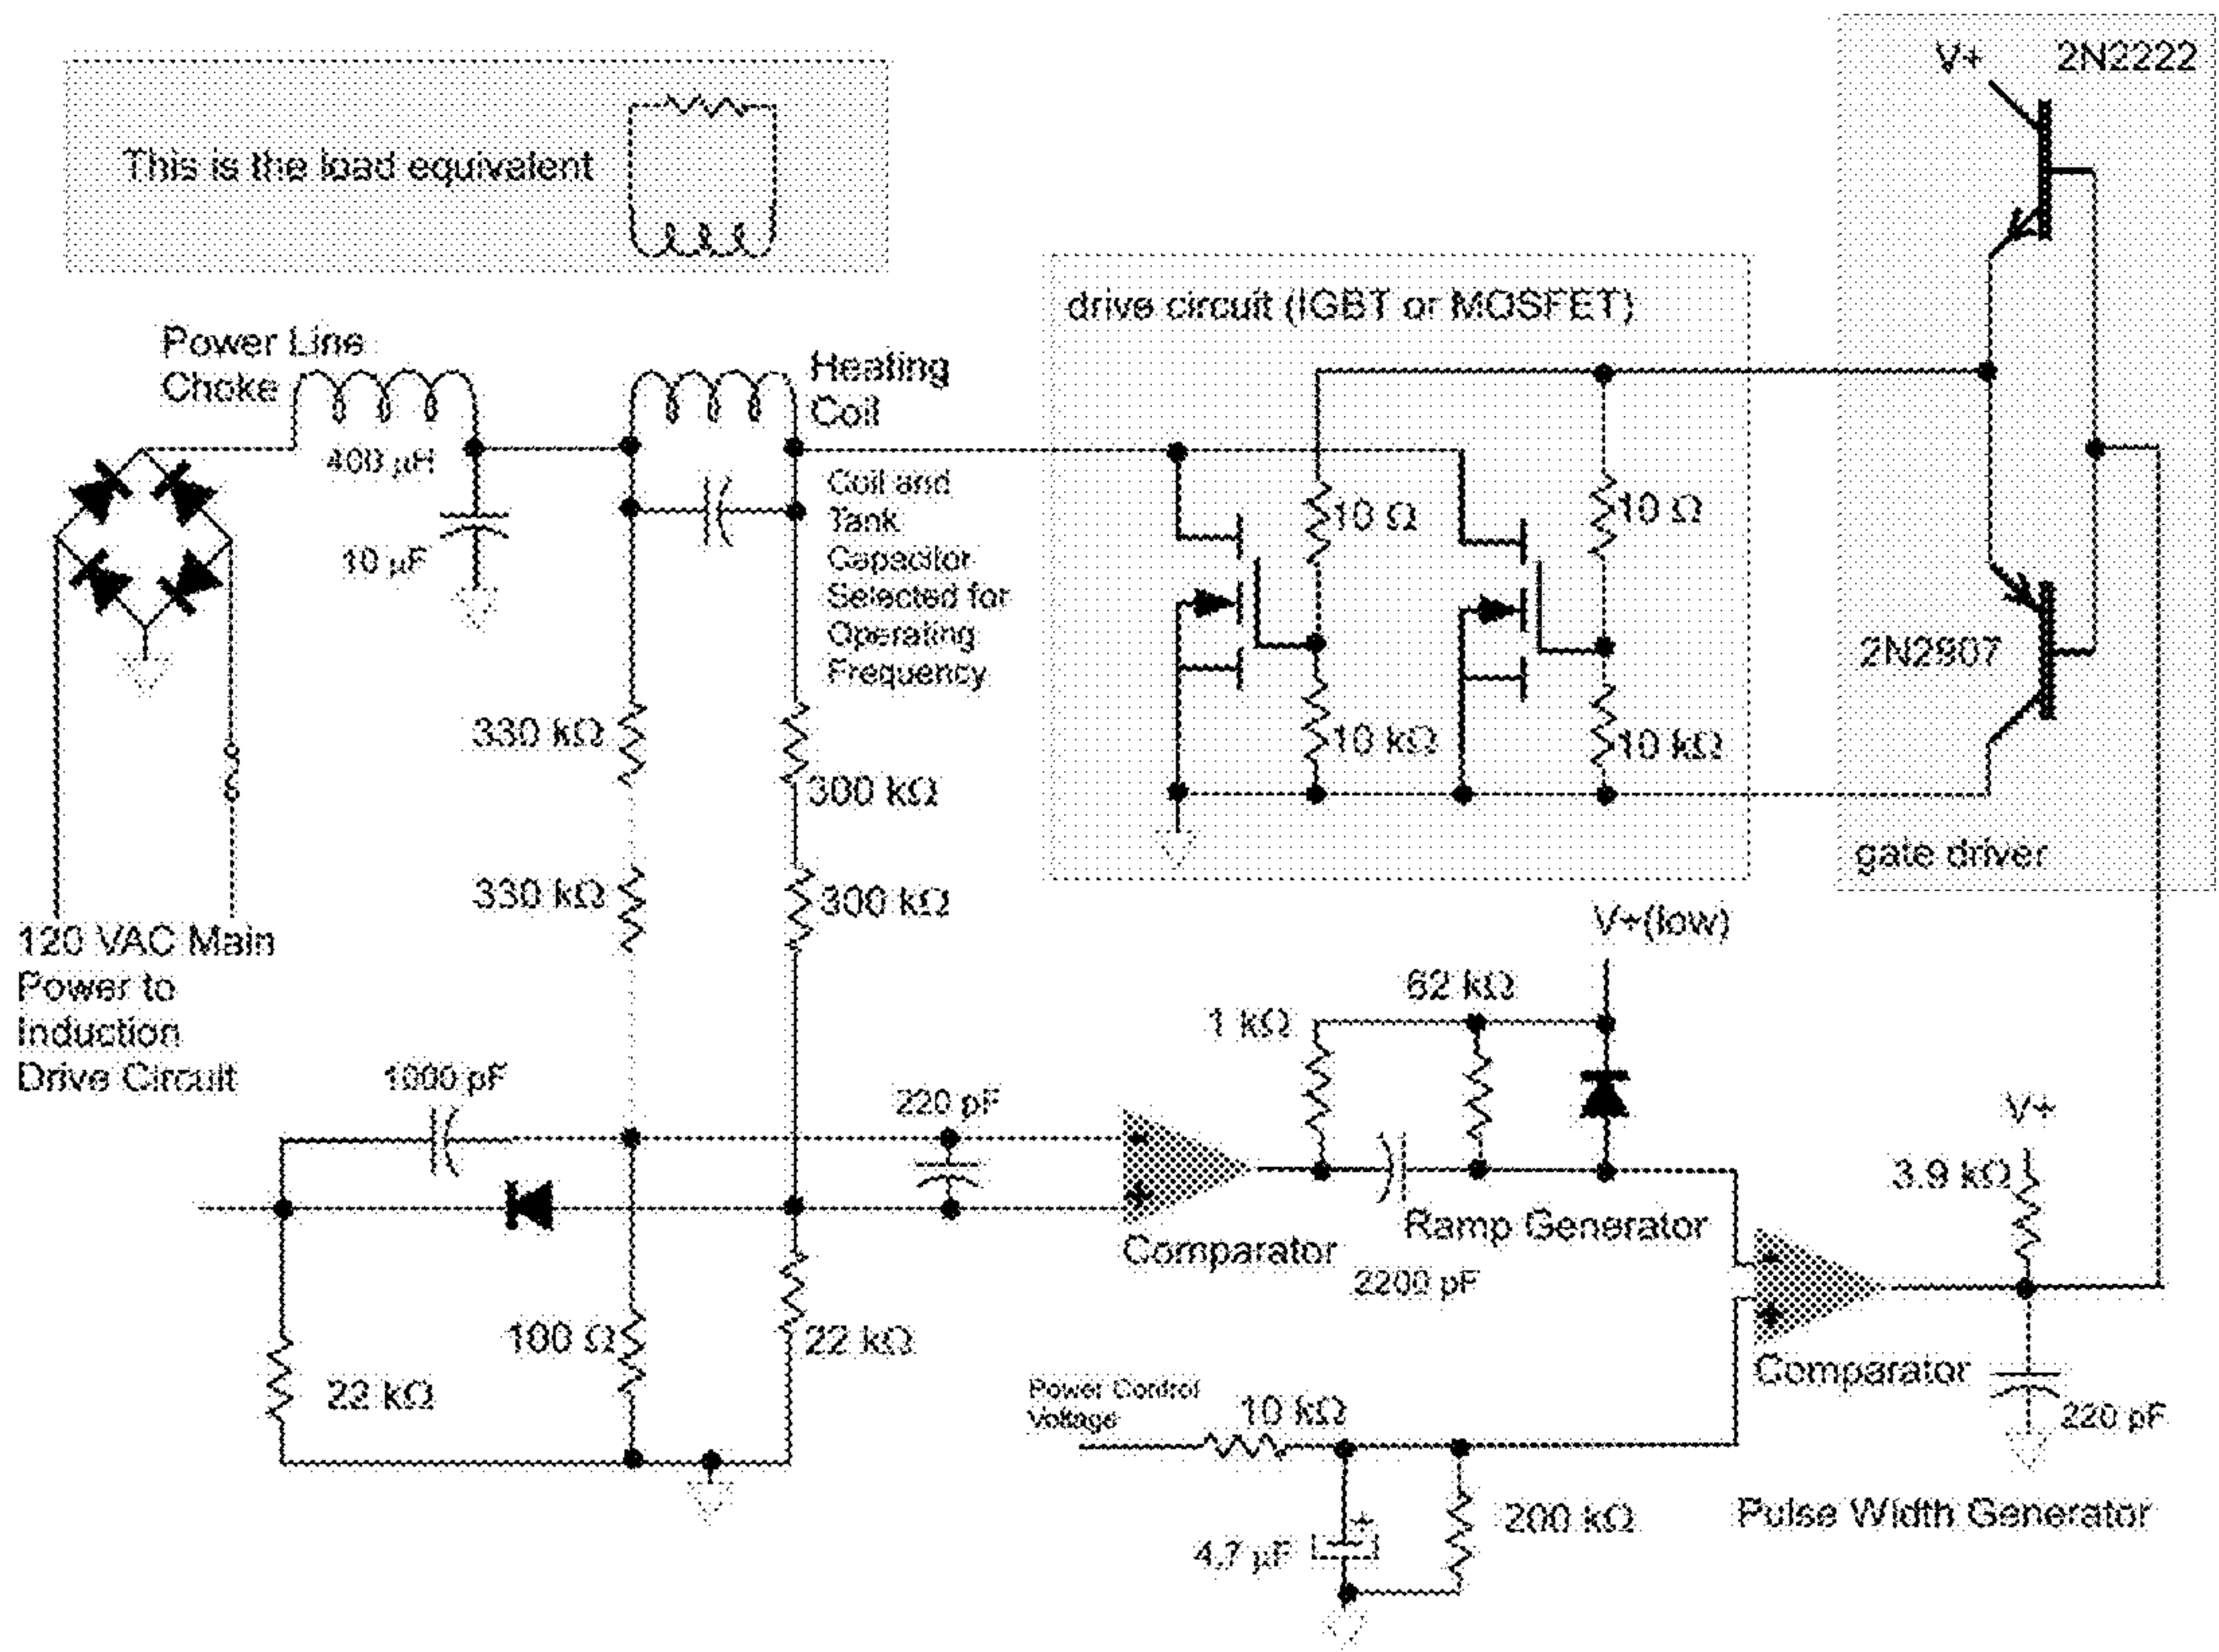 V+
2N2222
This is the load equivalent
drive circuit (IGBT or MOSFET)
Power Line
Choke
400 µH
10 µF
Heating
Coil
Coil and
Tank
Capacitor
Selected for
Operating
Frequency
10 Ω
10 Ω
10 kΩ
10 kΩ
2N2907
gate driver
330 kΩ
300 kΩ
330 kΩ
300 kΩ
120 VAC Main
Power to
Induction
Drive Circuit
V+(low)
62 kΩ
1 kΩ
1000 pF
220 pF
V+
3.9 kΩ
-
+
Comparator
Ramp Generator
2200 pF
-
+
Comparator
100 Ω
22 kΩ
22 kΩ
Power Control
Voltage
10 kΩ
220 pF
+
4.7 µF
200 kΩ
Pulse Width Generator